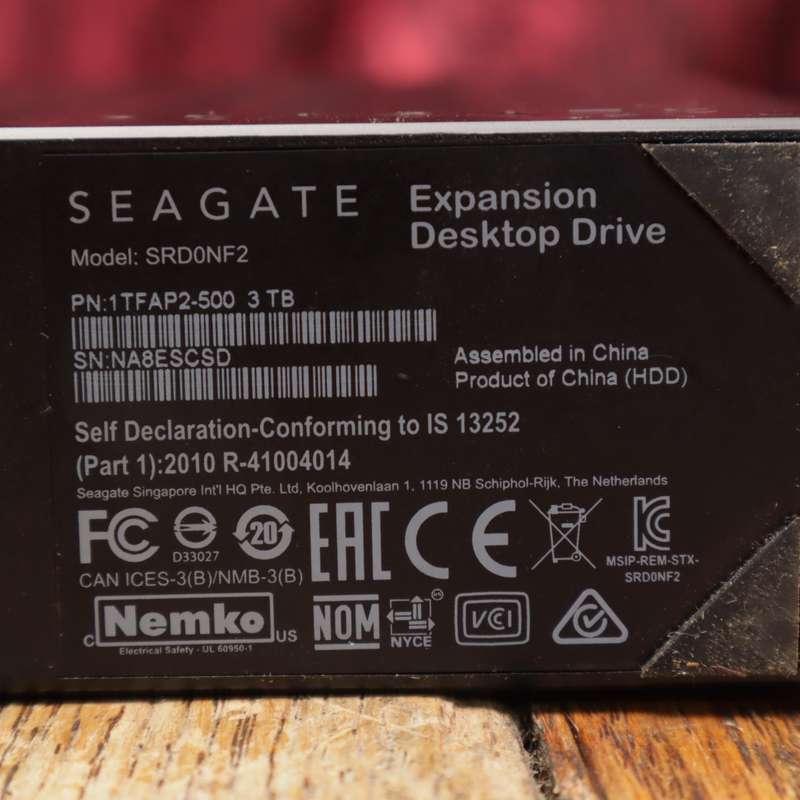 SEAGATE
Expansion
Desktop Drive
Model: SRD0NF2
PN:1TFAP2-500 3 TB
SN:NA8ESCSD
Assembled in China
Product of China (HDD)
Self Declaration-Conforming to IS 13252
(Part 1):2010 R-41004014
Seagate Singapore Int'l HQ Pte. Ltd, Koolhovenlaan 1, 1119 NB Schiphol-Rijk, The Netherlands
FC D33027 20 EAC CE
MSIP-REM-STX-
SRD0NF2
CAN ICES-3(B)/NMB-3(B)
c Nemko us
Electrical Safety - UL 60950-1
NOM
NYCE
VCI